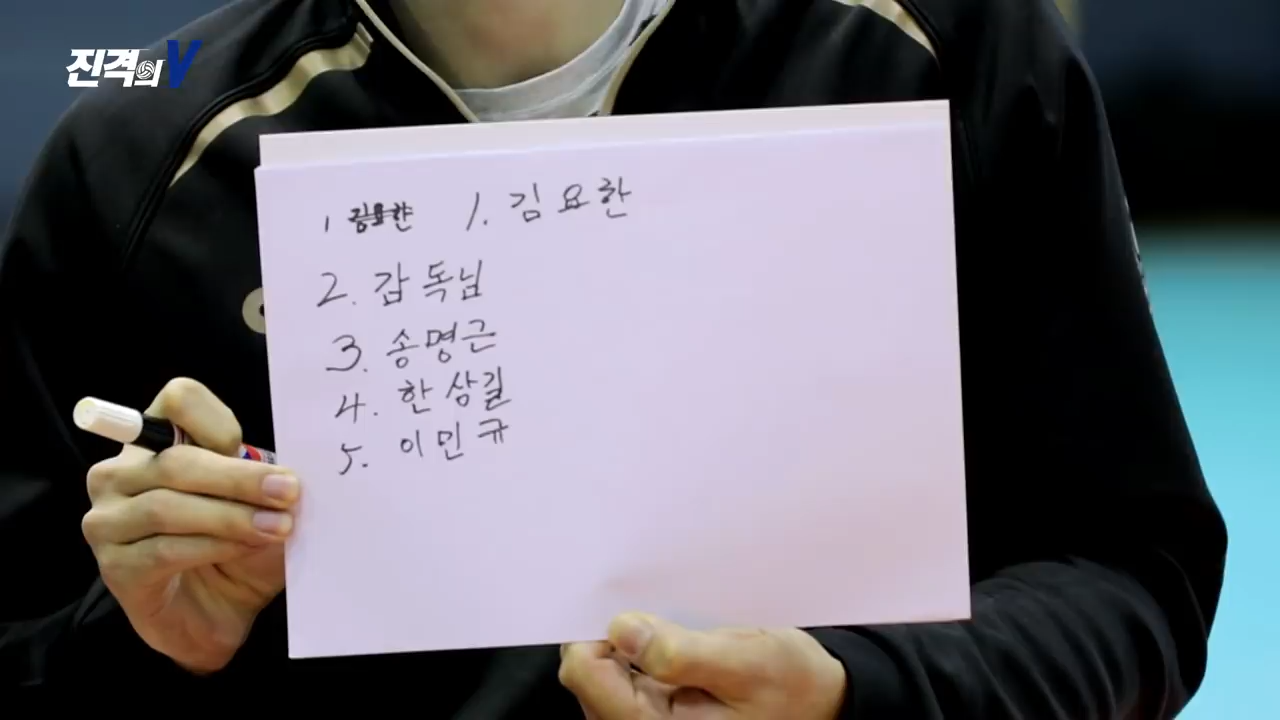 진격의V
1 김요한 1. 김요한
2. 감독님
3. 송명근
4. 한상길
5. 이민규